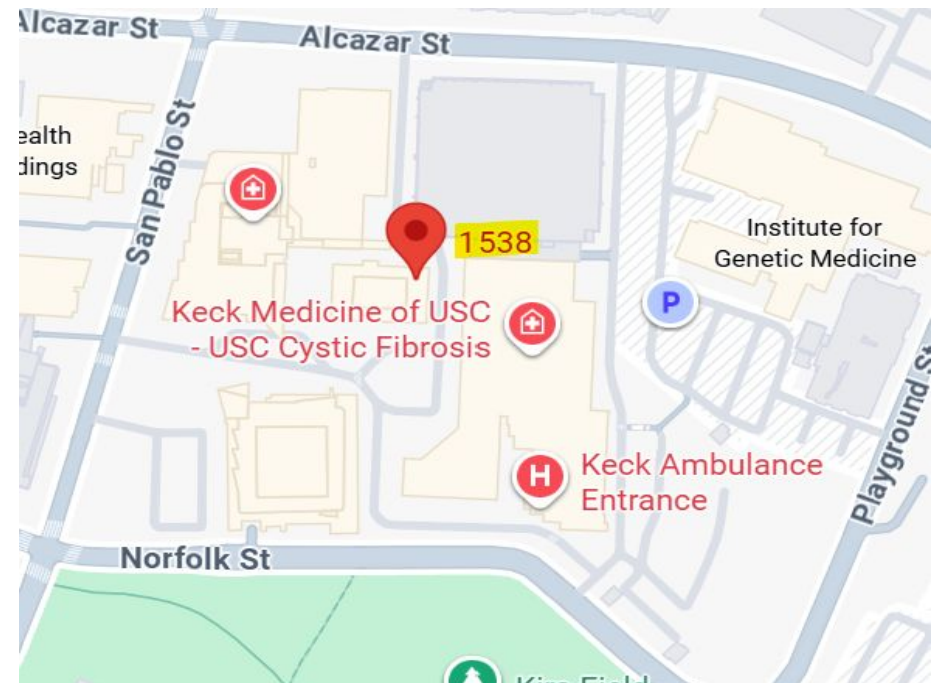 Alcazar St
Alcazar St
San Pablo St
ealth
dings
1538
Institute for
Genetic Medicine
P
Keck Medicine of USC
- USC Cystic Fibrosis
H
Keck Ambulance
Entrance
Playground St
Norfolk St